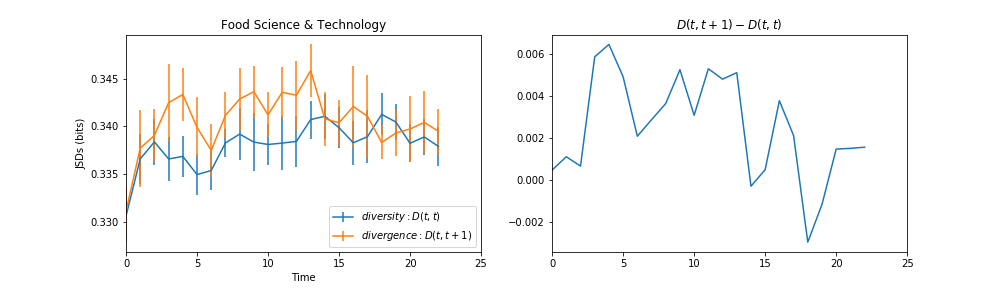 Food Science & Technology
JSDs (bits)
0.345
0.340
0.335
0.330
0 5 10 15 20 25
Time
diversity: D(t, t)
divergence: D(t, t + 1)
D(t, t + 1) − D(t, t)
0.006
0.004
0.002
0.000
−0.002
0 5 10 15 20 25